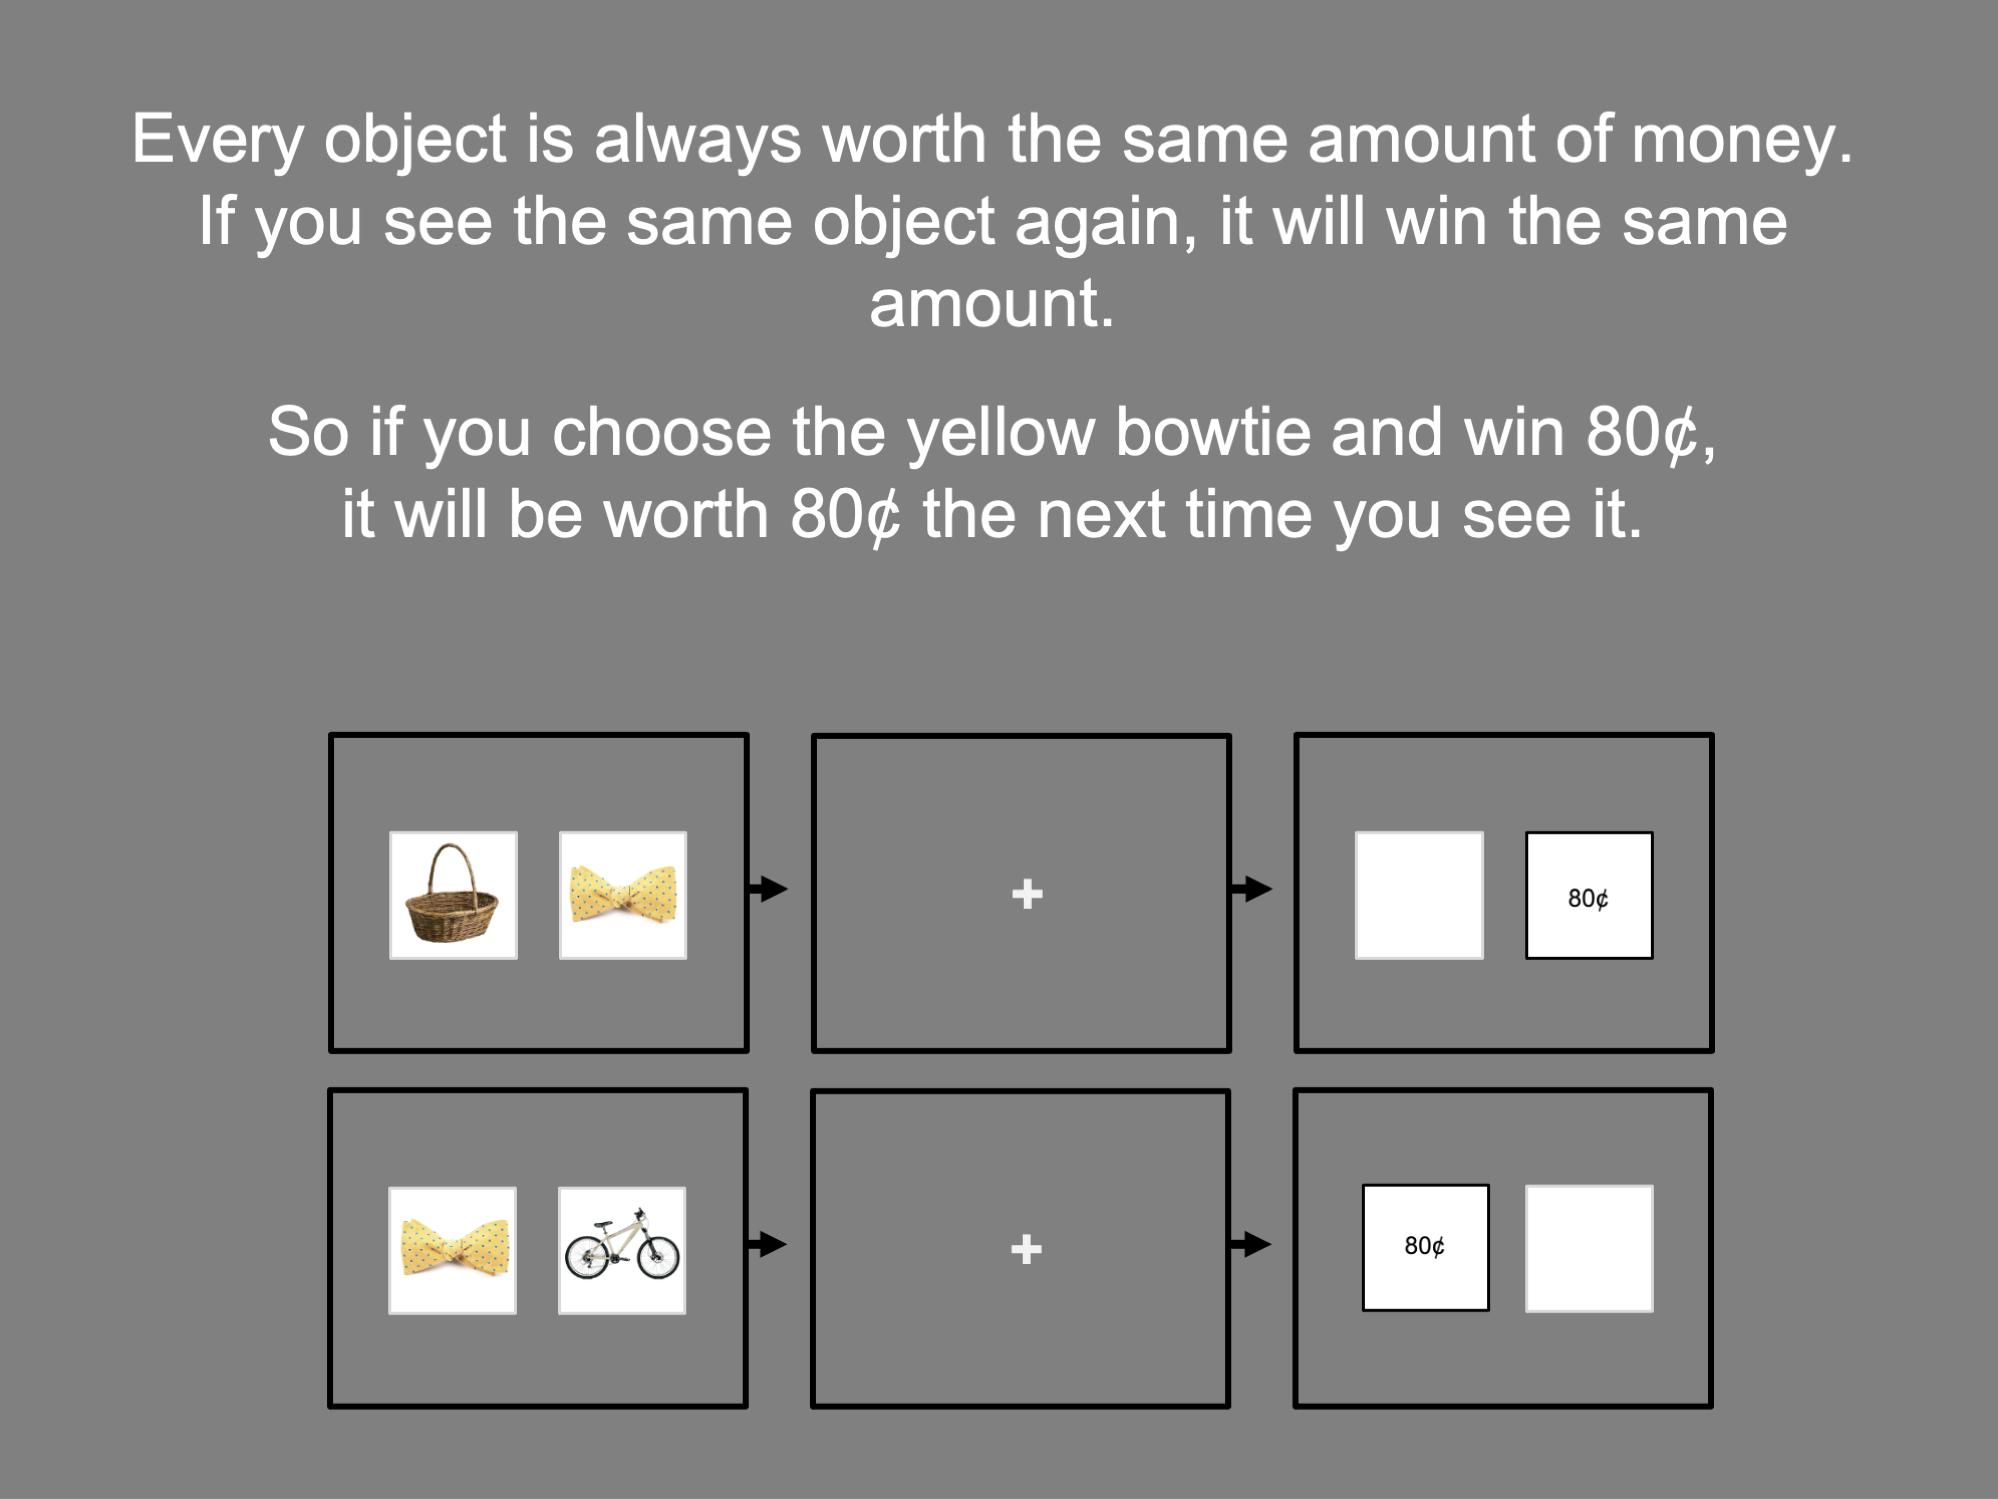 Every object is always worth the same amount of money.
If you see the same object again, it will win the same
amount.
So if you choose the yellow bowtie and win 80¢,
it will be worth 80¢ the next time you see it.
80¢
80¢